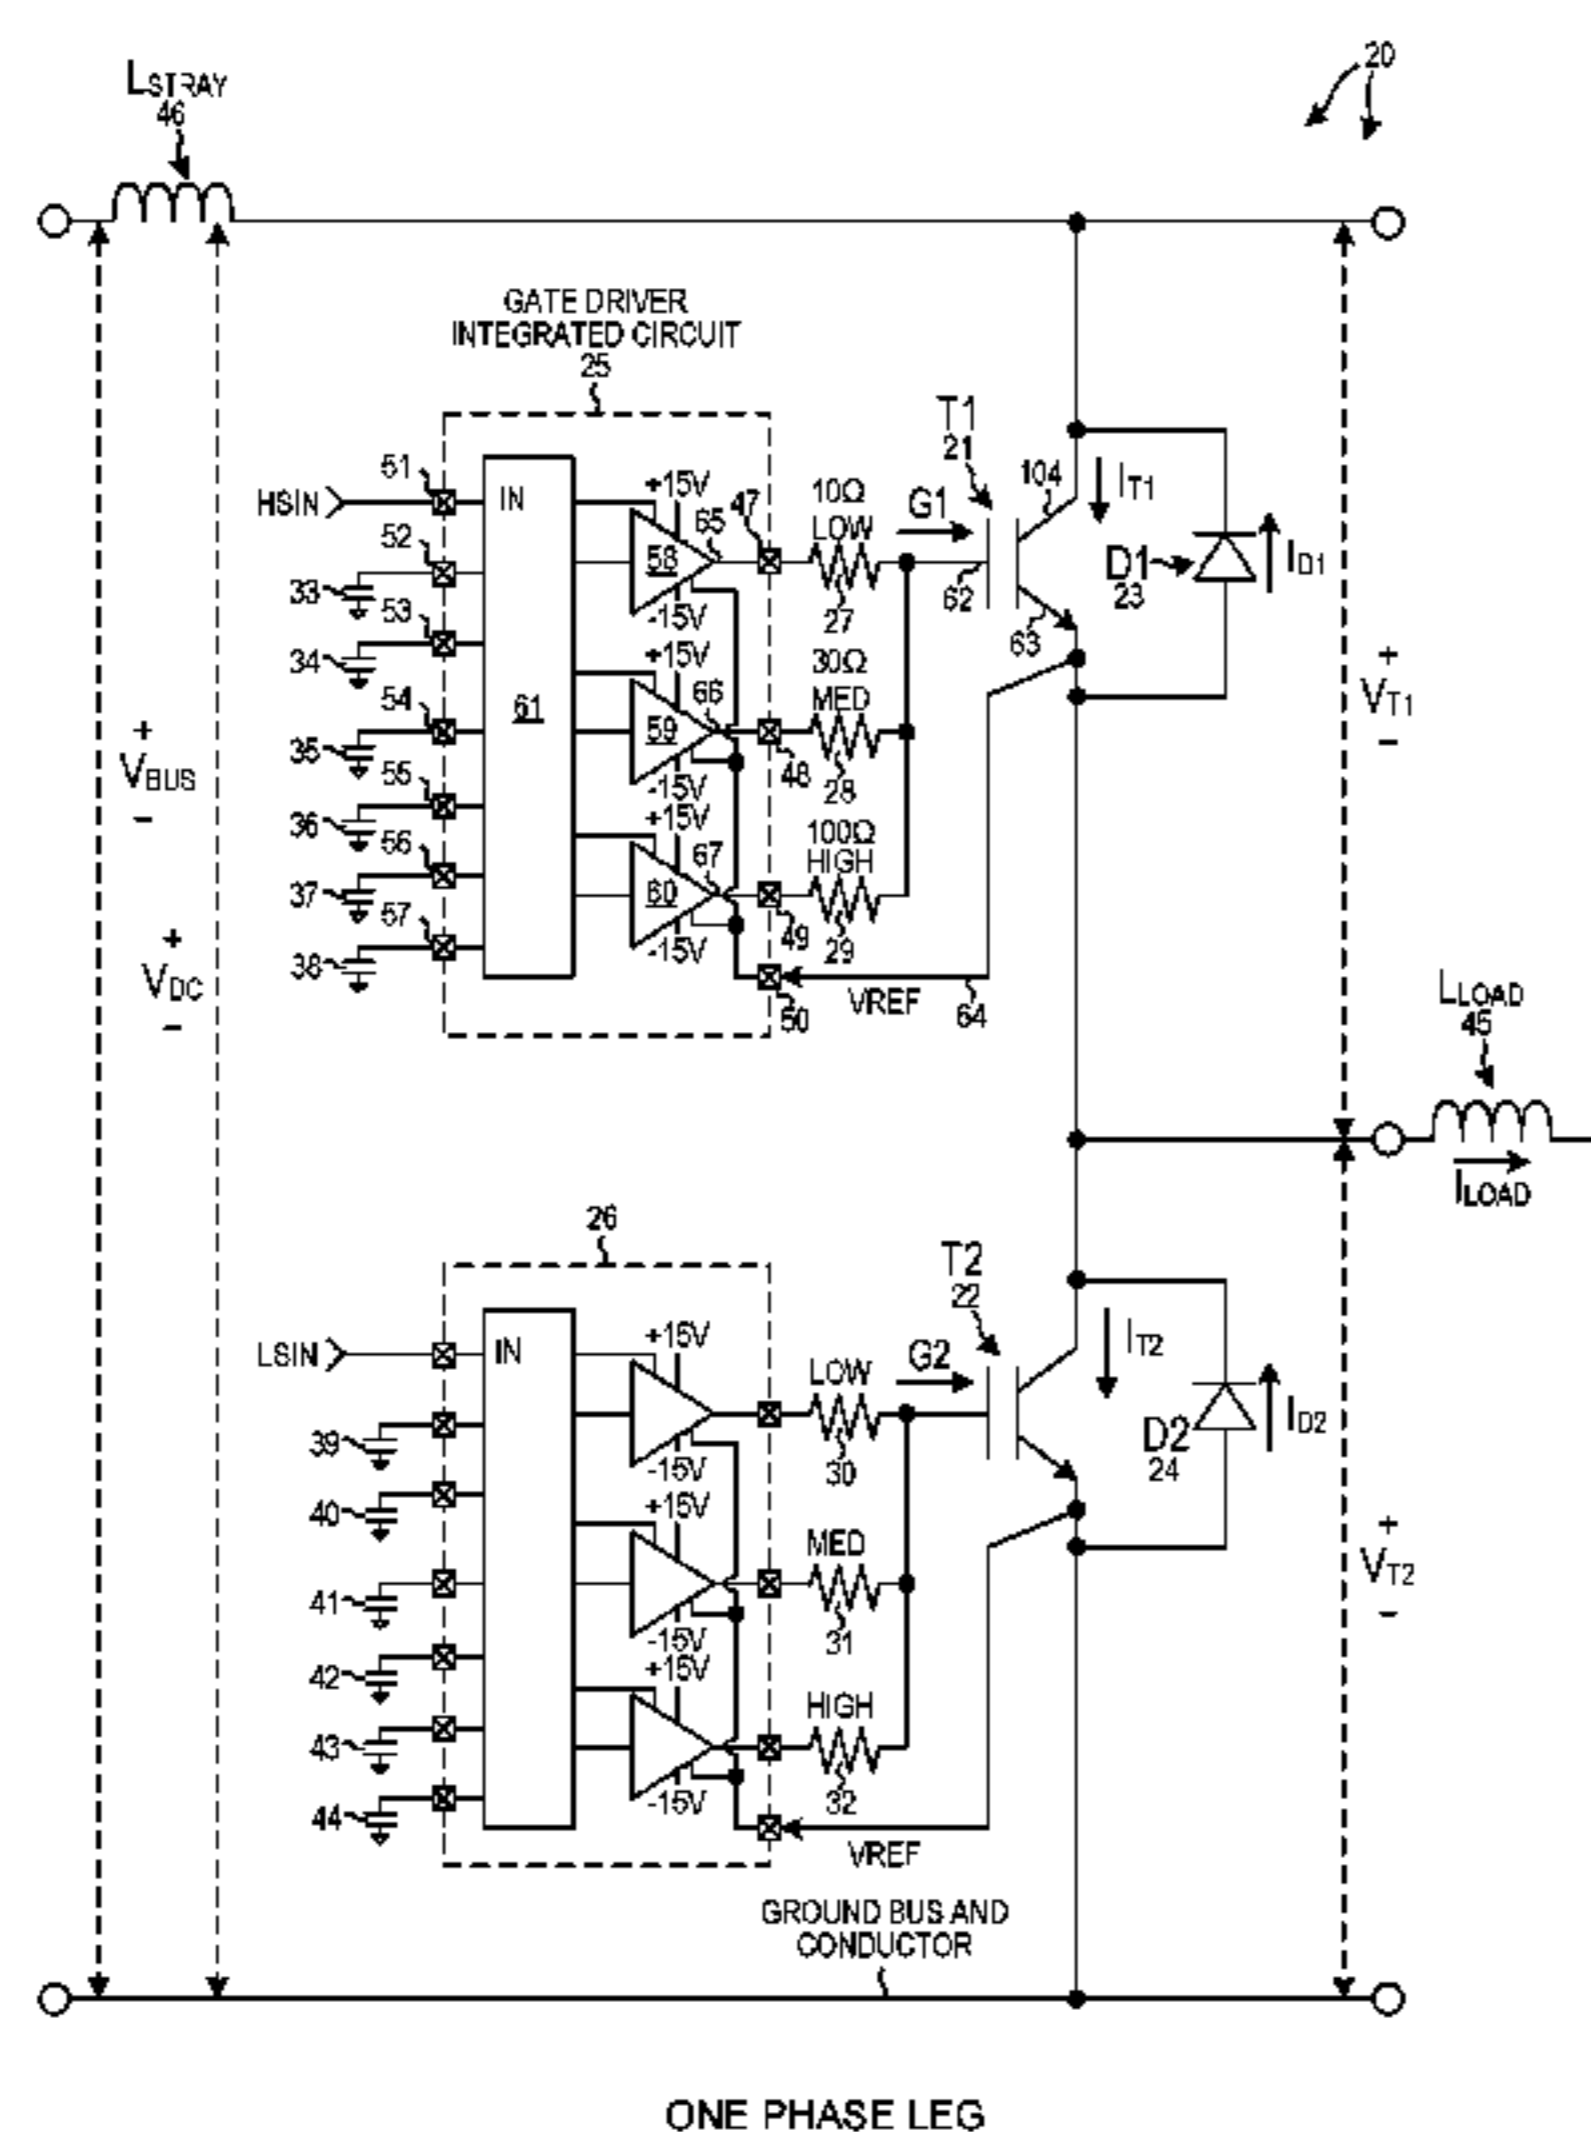 20
LSTRAY
46
GATE DRIVER
INTEGRATED CIRCUIT
25
HSIN
51
IN
52
33
53
34
54
35
55
36
56
37
57
38
61
+15V
58
65
47
-15V
+15V
59
66
48
-15V
+15V
60
67
49
-15V
50
10Ω
LOW
27
30Ω
MED
28
100Ω
HIGH
29
VREF
64
G1
T1
21
62
63
104
IT1
D1
23
ID1
+
VT1
-
+
VBUS
-
+
VDC
-
LLOAD
45
ILOAD
26
LSIN
IN
39
40
41
42
43
44
+15V
-15V
+15V
-15V
+15V
-15V
LOW
30
MED
31
HIGH
32
VREF
G2
T2
22
IT2
D2
24
ID2
+
VT2
-
GROUND BUS AND
CONDUCTOR
ONE PHASE LEG